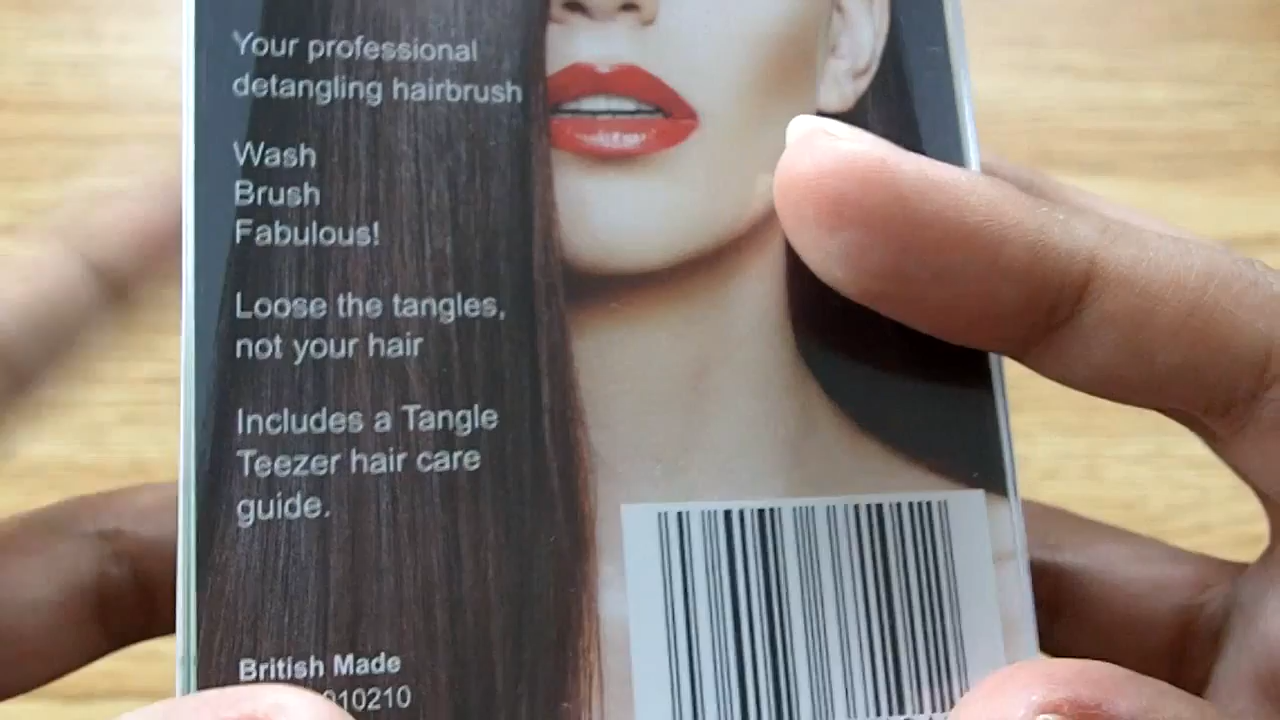 Your professional
detangling hairbrush
Wash
Brush
Fabulous!
Loose the tangles,
not your hair
Includes a Tangle
Teezer hair care
guide.
British Made
010210